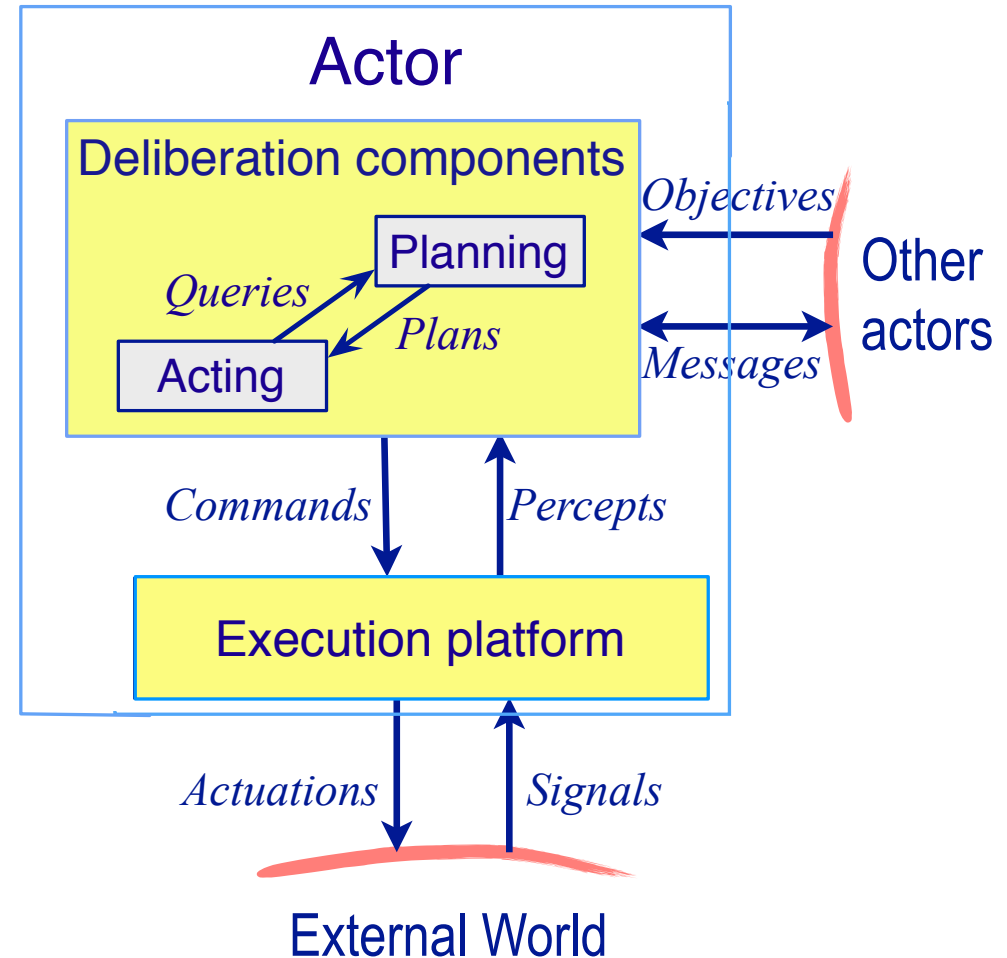 Actor
Deliberation components
Objectives
Planning
Other
Queries
Plans
actors
Acting
Messages
Commands
Percepts
Execution platform
Actuations
Signals
External World